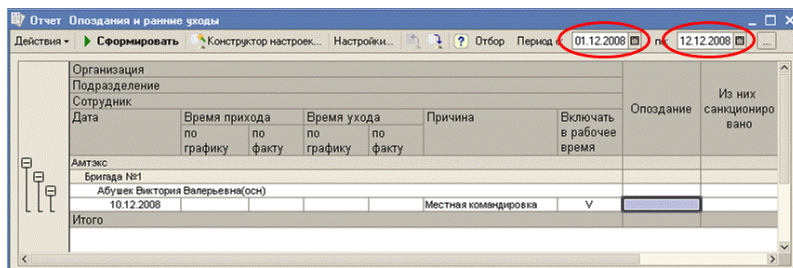 Отчет Опоздания и ранние уходы
Действия Сформировать Конструктор настроек... Настройки... ? Отбор Период с 01.12.2008 по 12.12.2008 ...
Организация
Подразделение
Сотрудник
Дата Время прихода Время ухода Причина Включать в рабочее время Опоздание Из них санкциониро вано
по графику по факту по графику по факту
Амтэкс
Бригада №1
Абушек Виктория Валерьевна(осн)
10.12.2008 Местная командировка V
Итого